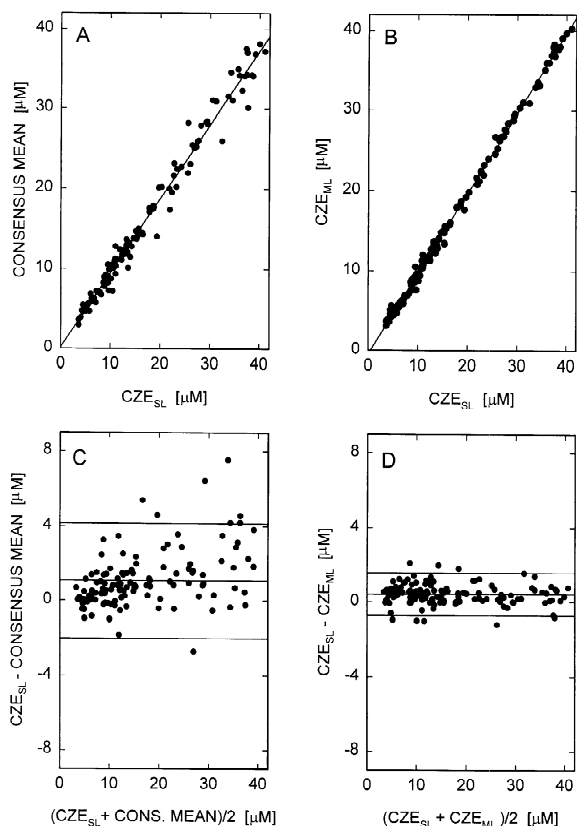 A
CONSENSUS MEAN [µM]
40
30
20
10
0
0 10 20 30 40
CZE_SL [µM]
B
CZE_ML [µM]
40
30
20
10
0
0 10 20 30 40
CZE_SL [µM]
C
CZE_SL - CONSENSUS MEAN [µM]
8
4
0
-4
-8
0 10 20 30 40
(CZE_SL + CONS. MEAN)/2 [µM]
D
CZE_SL - CZE_ML [µM]
8
4
0
-4
-8
0 10 20 30 40
(CZE_SL + CZE_ML)/2 [µM]